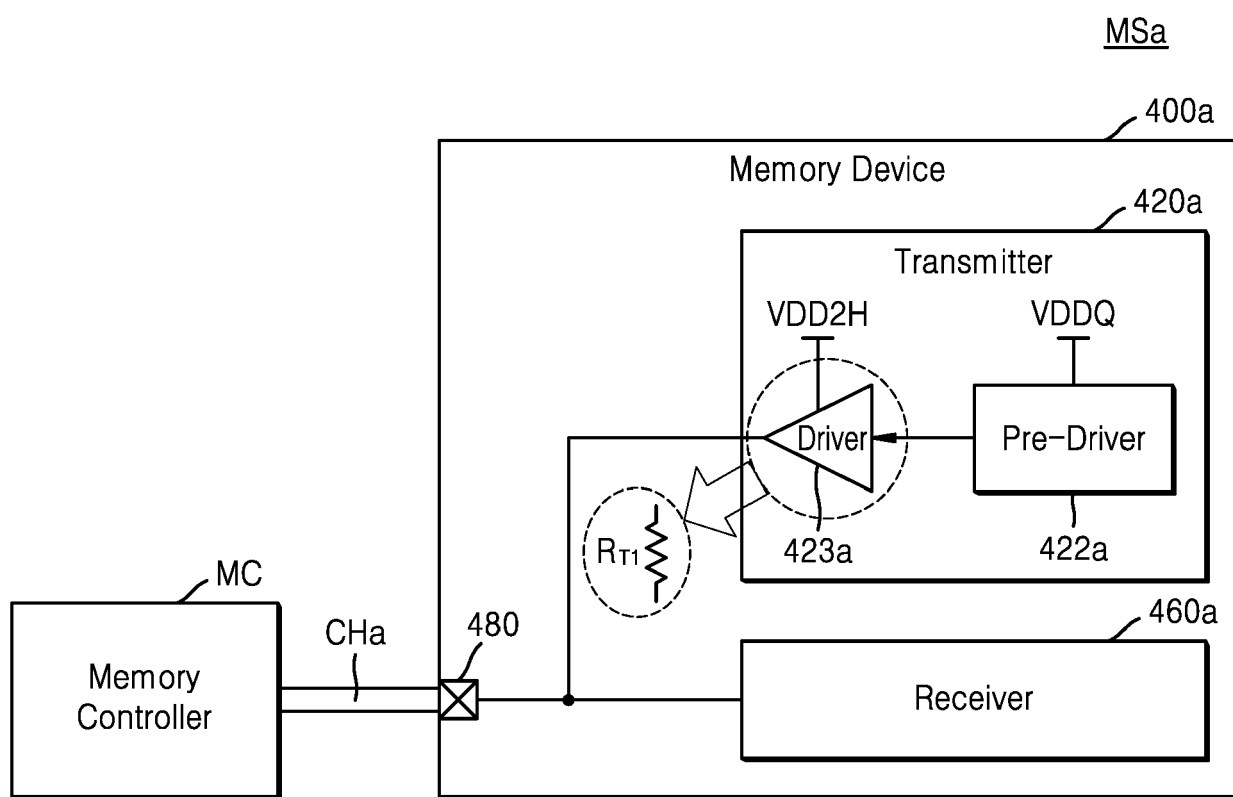 MSa
400a
Memory Device
420a
Transmitter
VDD2H
VDDQ
Driver
Pre-Driver
RT1
423a
422a
MC
CHa
480
460a
Memory
Controller
Receiver